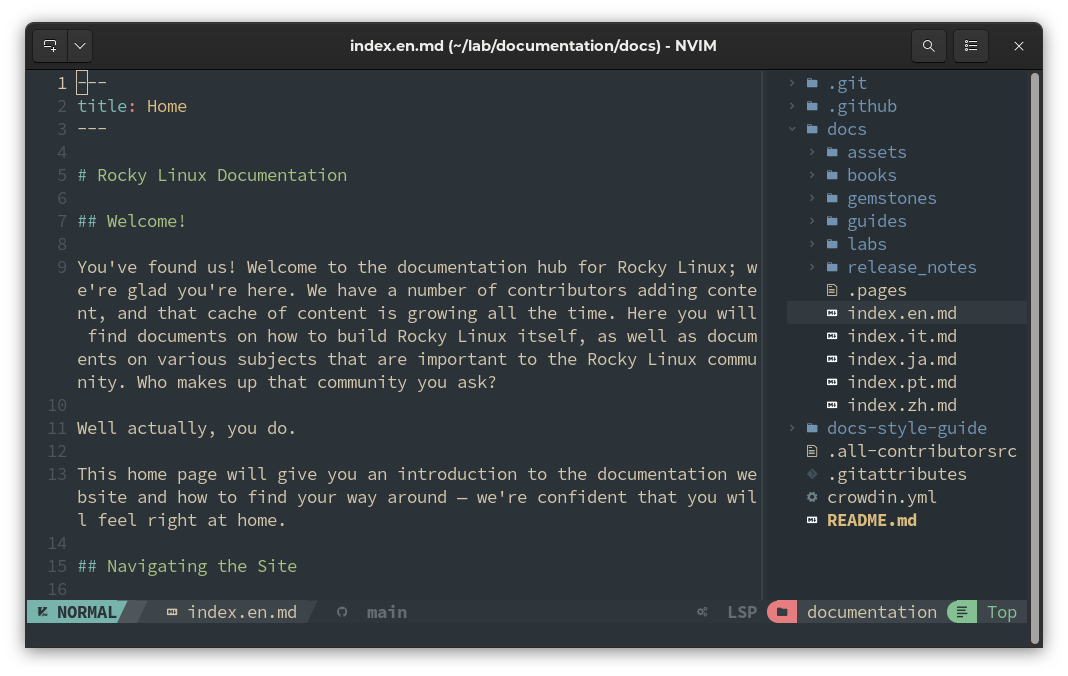 index.en.md (~/lab/documentation/docs) - NVIM
1 ---
2 title: Home
3 ---
4
5 # Rocky Linux Documentation
6
7 ## Welcome!
8
9 You've found us! Welcome to the documentation hub for Rocky Linux; w
e're glad you're here. We have a number of contributors adding conte
nt, and that cache of content is growing all the time. Here you will
find documents on how to build Rocky Linux itself, as well as docum
ents on various subjects that are important to the Rocky Linux commu
nity. Who makes up that community you ask?
10
11 Well actually, you do.
12
13 This home page will give you an introduction to the documentation we
bsite and how to find your way around — we're confident that you wil
l feel right at home.
14
15 ## Navigating the Site
16
.git
.github
docs
assets
books
gemstones
guides
labs
release_notes
.pages
index.en.md
index.it.md
index.ja.md
index.pt.md
index.zh.md
docs-style-guide
.all-contributorsrc
.gitattributes
crowdin.yml
README.md
NORMAL index.en.md main LSP documentation Top